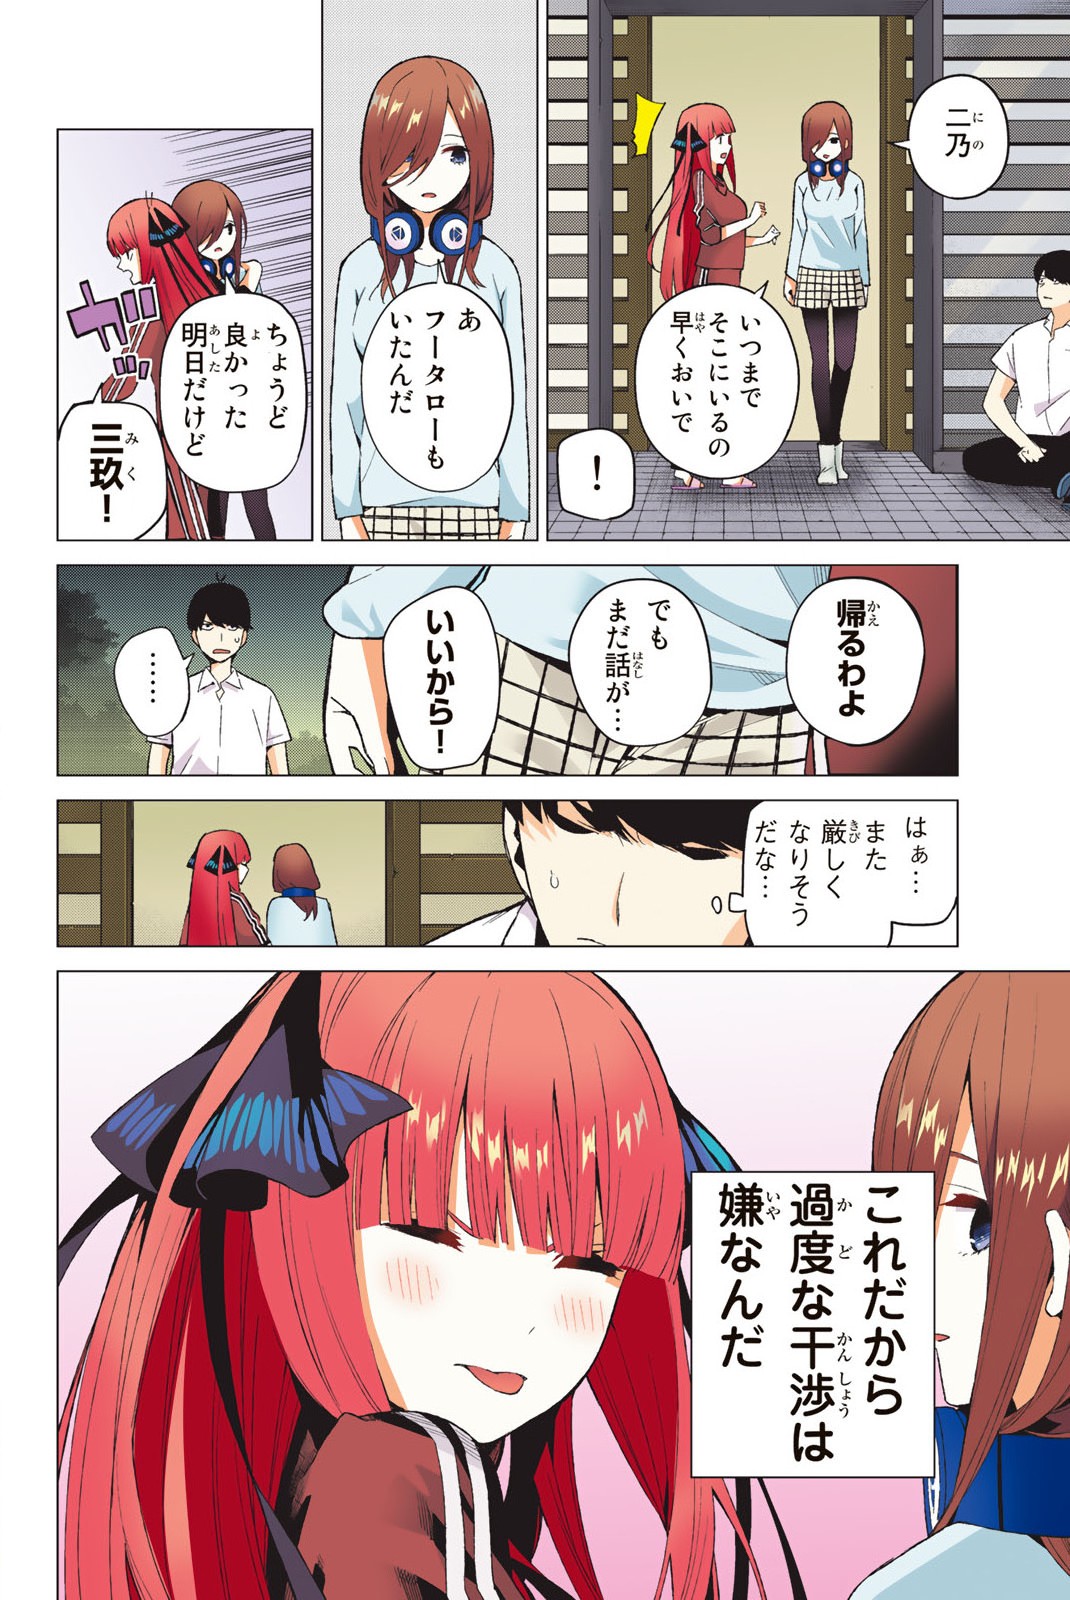 二乃
いつまで
そこにいるの
早くおいで
！
あ
フータローも
いたんだ
ちょうど
良かった
明日だけど
ガバッ
三玖！
帰るわよ
でも
まだ話が…
いいから！
……
はぁ…
また
厳しく
なりそう
だな…
これだから
過度な干渉は
嫌なんだ